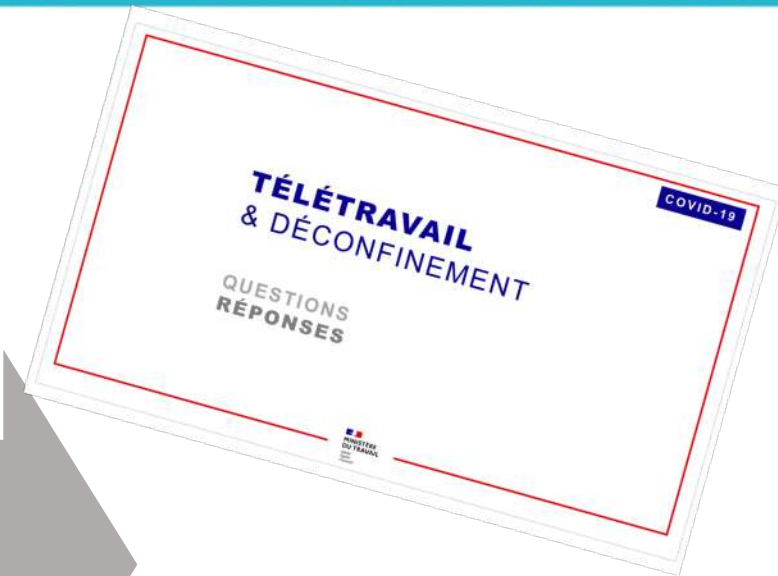 COVID-19
TÉLÉTRAVAIL
& DÉCONFINEMENT
QUESTIONS
RÉPONSES
MINISTÈRE
DU TRAVAIL